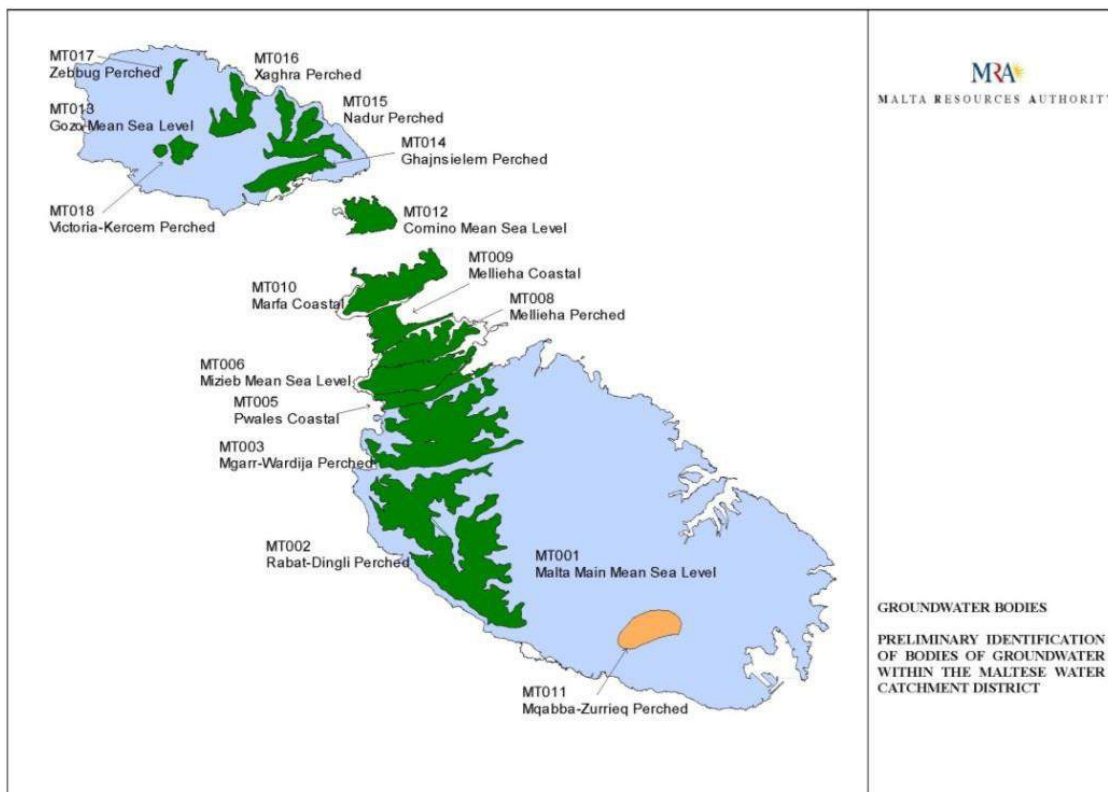 MT017
Zebbug Perched
MT016
Xaghra Perched
MT013
Gozo Mean Sea Level
MT015
Nadur Perched
MT014
Ghajnsielem Perched
MT018
Victoria-Kercem Perched
MT012
Comino Mean Sea Level
MT009
Mellieha Coastal
MT010
Marfa Coastal
MT008
Mellieha Perched
MT006
Mizieb Mean Sea Level
MT005
Pwales Coastal
MT003
Mgarr-Wardija Perched
MT002
Rabat-Dingli Perched
MT001
Malta Main Mean Sea Level
MT011
Mqabba-Zurrieq Perched
MRA
MALTA RESOURCES AUTHORITY
GROUNDWATER BODIES
PRELIMINARY IDENTIFICATION
OF BODIES OF GROUNDWATER
WITHIN THE MALTESE WATER
CATCHMENT DISTRICT